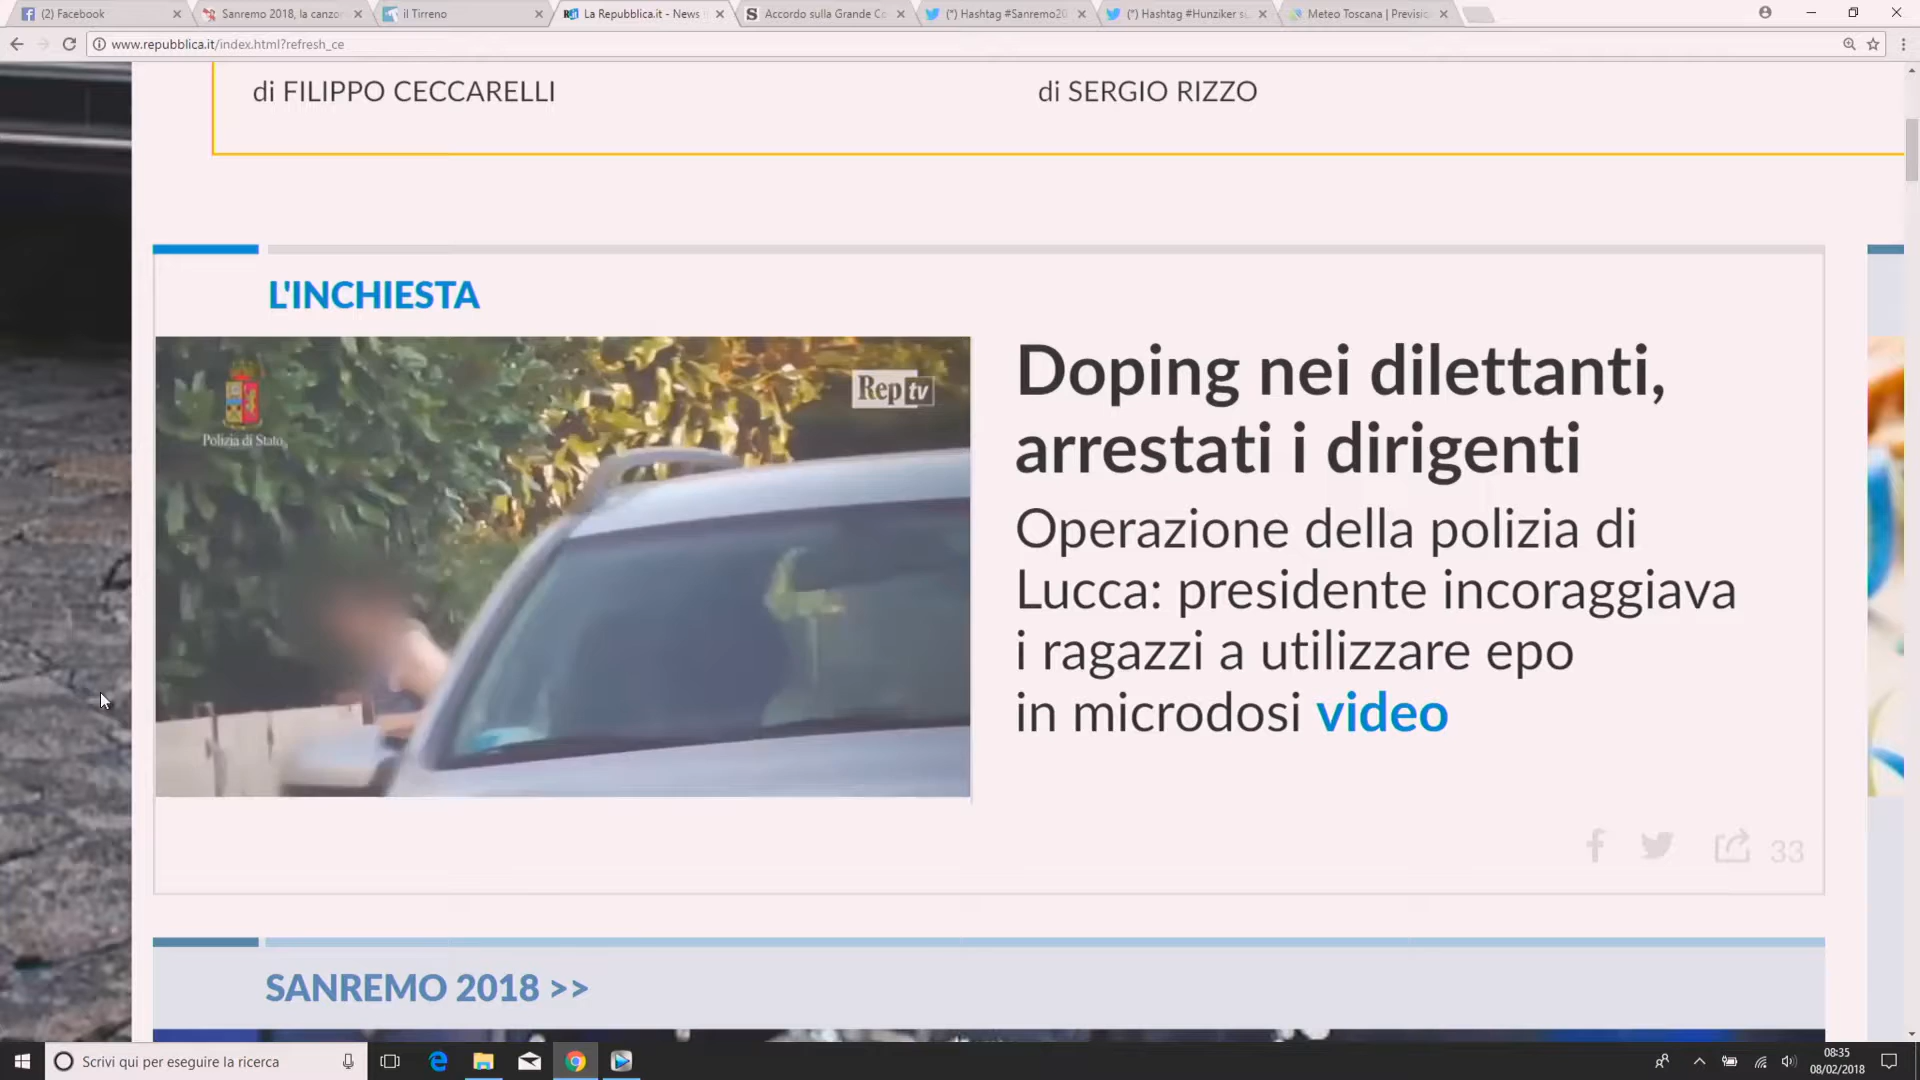 (2) Facebook
Sanremo 2018, la canzo
il Tirreno
La Repubblica.it - News
Accordo sulla Grande Co
(*) Hashtag #Sanremo20
(*) Hashtag #Hunziker su
Meteo Toscana | Previsio
www.repubblica.it/index.html?refresh_ce
di FILIPPO CECCARELLI
di SERGIO RIZZO
L'INCHIESTA
Polizia di Stato
Rep tv
Doping nei dilettanti,
arrestati i dirigenti
Operazione della polizia di
Lucca: presidente incoraggiava
i ragazzi a utilizzare epo
in microdosi video
33
SANREMO 2018 >>
Scrivi qui per eseguire la ricerca
08:35
08/02/2018